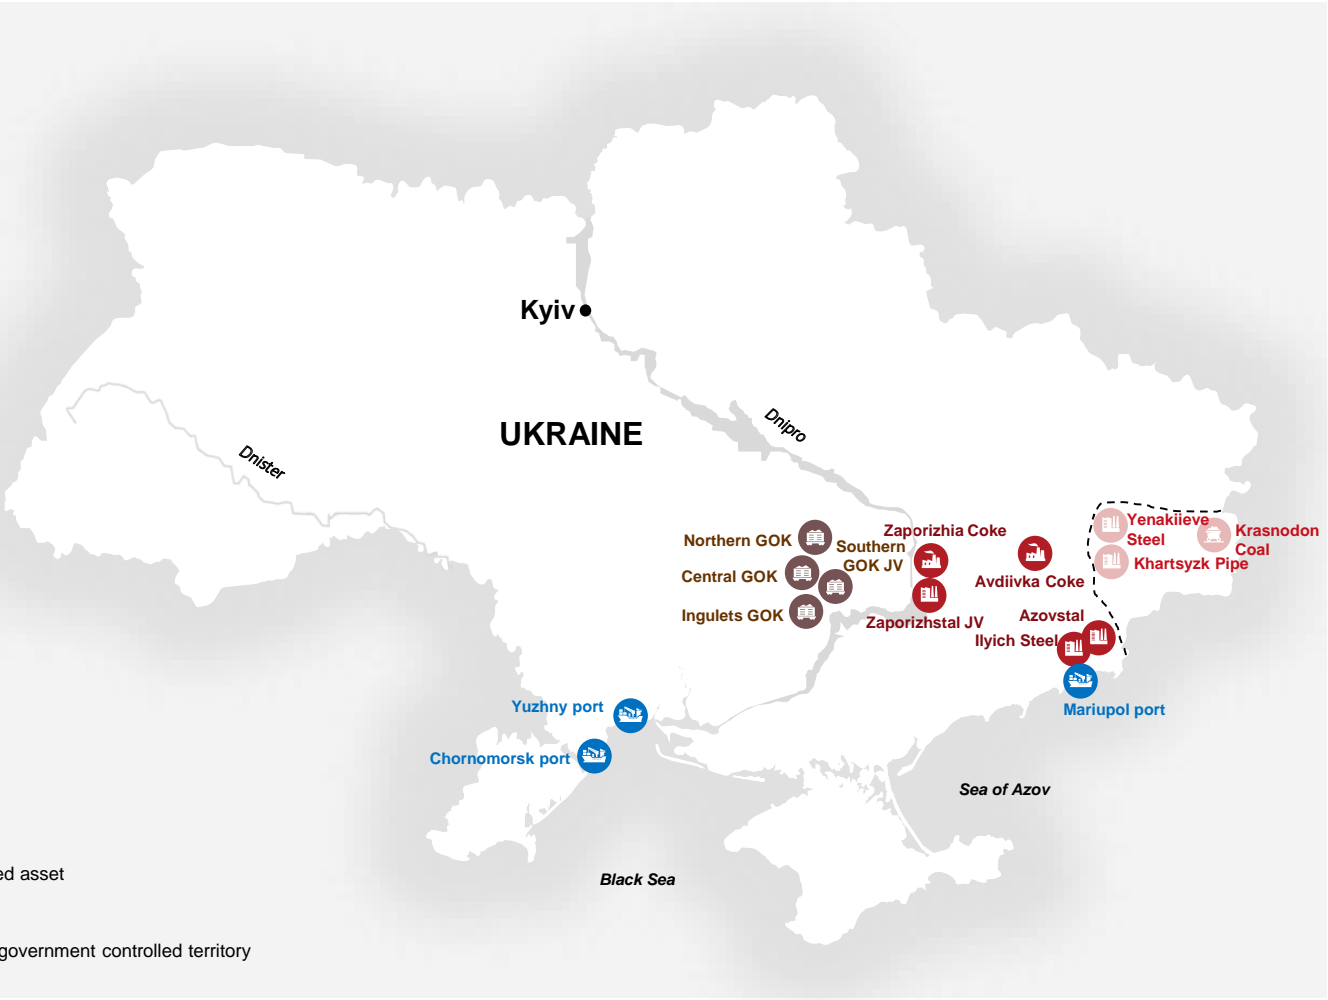 Kyiv
UKRAINE
Dnipro
Dnister
Northern GOK
Southern
GOK JV
Central GOK
Ingulets GOK
Zaporizhia Coke
Zaporizhstal JV
Avdiivka Coke
Yenakiieve
Steel
Krasnodon
Coal
Khartsyzk Pipe
Azovstal
Ilyich Steel
Mariupol port
Yuzhny port
Chornomorsk port
Sea of Azov
Black Sea
asset
government controlled territory